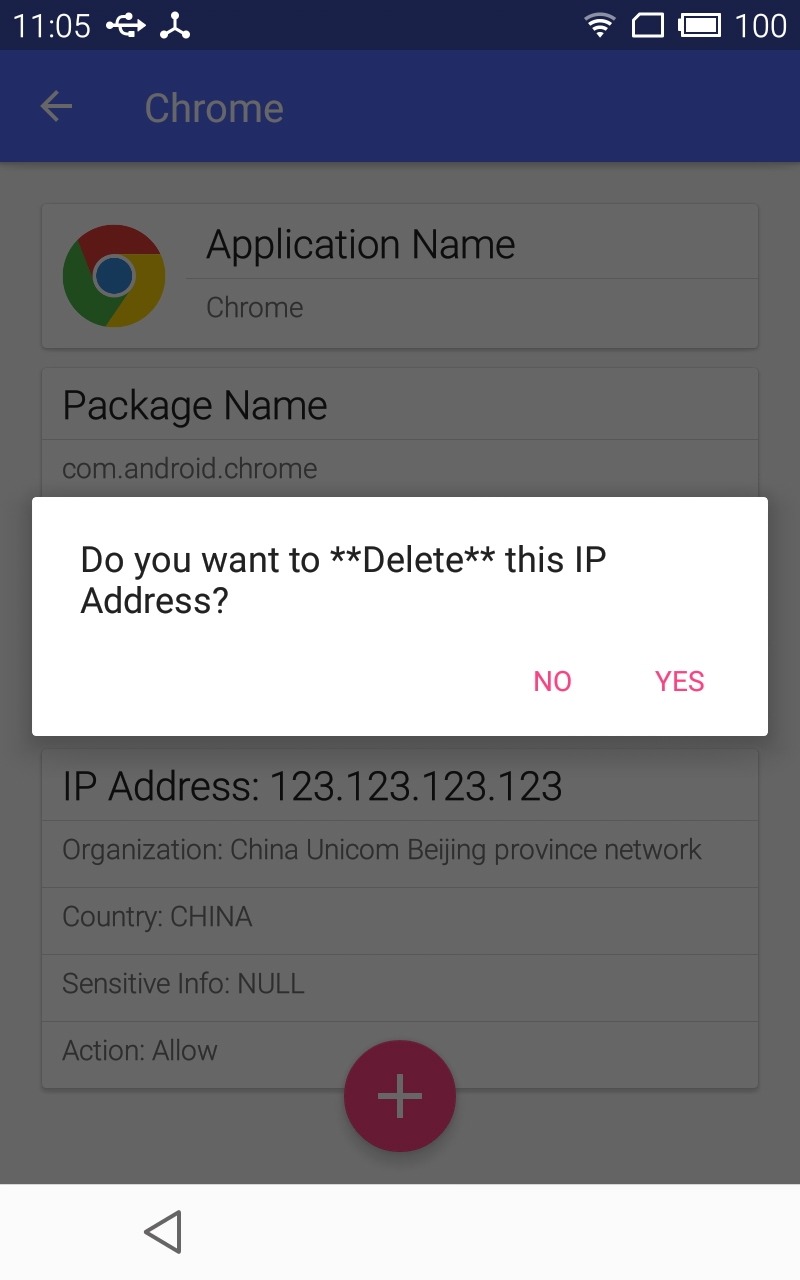 11:05 100
Chrome
Application Name
Chrome
Package Name
com.android.chrome
Do you want to **Delete** this IP
Address?
NO YES
IP Address: 123.123.123.123
Organization: China Unicom Beijing province network
Country: CHINA
Sensitive Info: NULL
Action: Allow